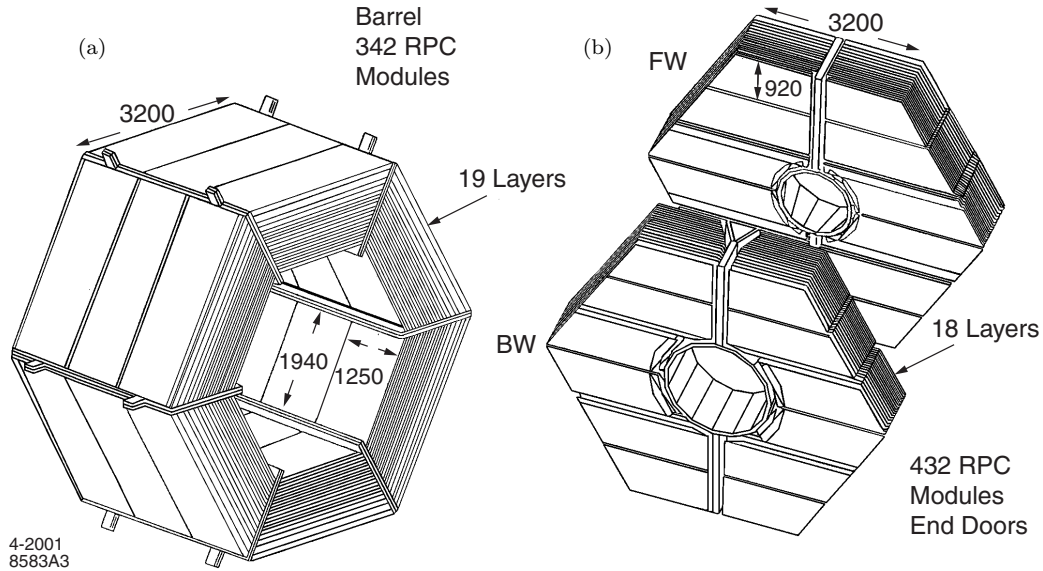 (a)
Barrel
342 RPC
Modules
3200
19 Layers
1940
1250
4-2001
8583A3
(b)
FW
3200
920
BW
18 Layers
432 RPC
Modules
End Doors